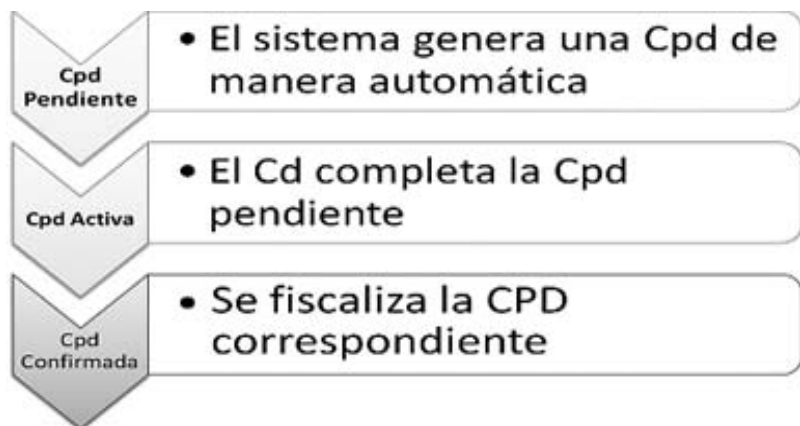 Cpd
Pendiente
• El sistema genera una Cpd de
manera automática
Cpd Activa
• El Cd completa la Cpd
pendiente
Cpd
Confirmada
• Se fiscaliza la CPD
correspondiente